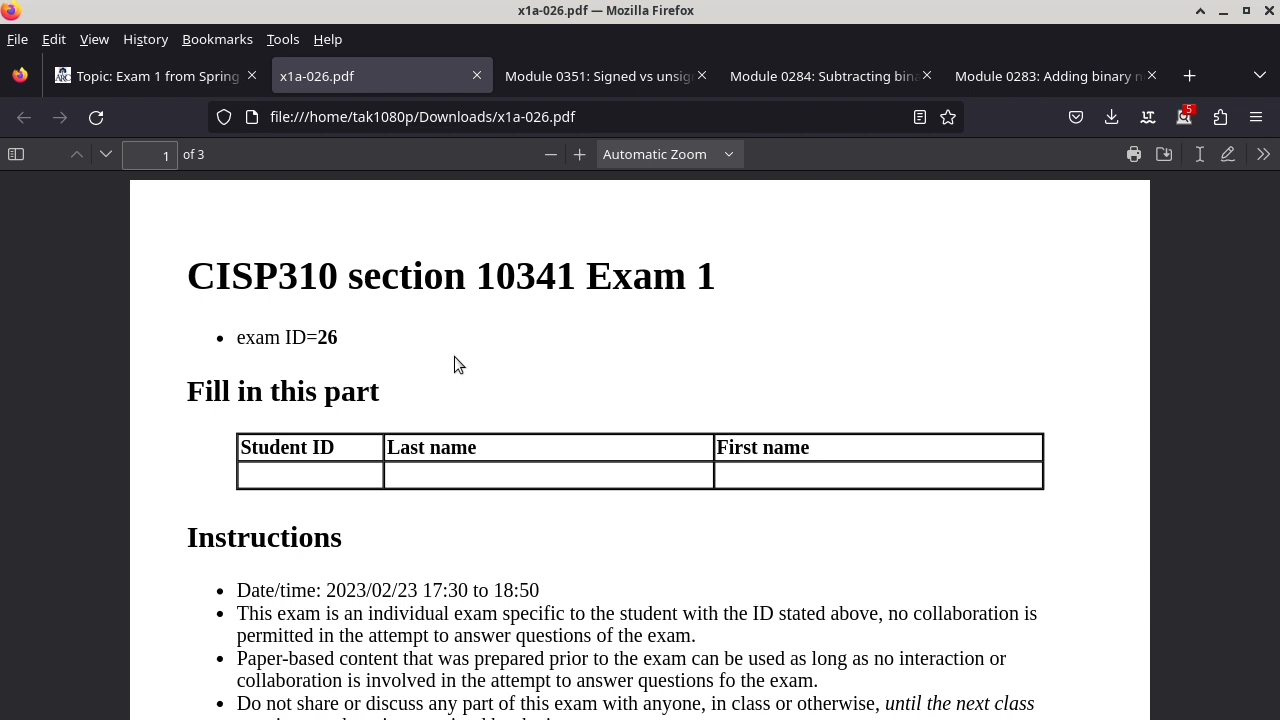 x1a-026.pdf — Mozilla Firefox
File Edit View History Bookmarks Tools Help
Topic: Exam 1 from Spring x1a-026.pdf Module 0351: Signed vs unsig Module 0284: Subtracting bina Module 0283: Adding binary n
file:///home/tak1080p/Downloads/x1a-026.pdf 5
1 of 3 Automatic Zoom
CISP310 section 10341 Exam 1
• exam ID=26
Fill in this part
Student ID Last name First name
Instructions
• Date/time: 2023/02/23 17:30 to 18:50
• This exam is an individual exam specific to the student with the ID stated above, no collaboration is
permitted in the attempt to answer questions of the exam.
• Paper-based content that was prepared prior to the exam can be used as long as no interaction or
collaboration is involved in the attempt to answer questions fo the exam.
• Do not share or discuss any part of this exam with anyone, in class or otherwise, until the next class